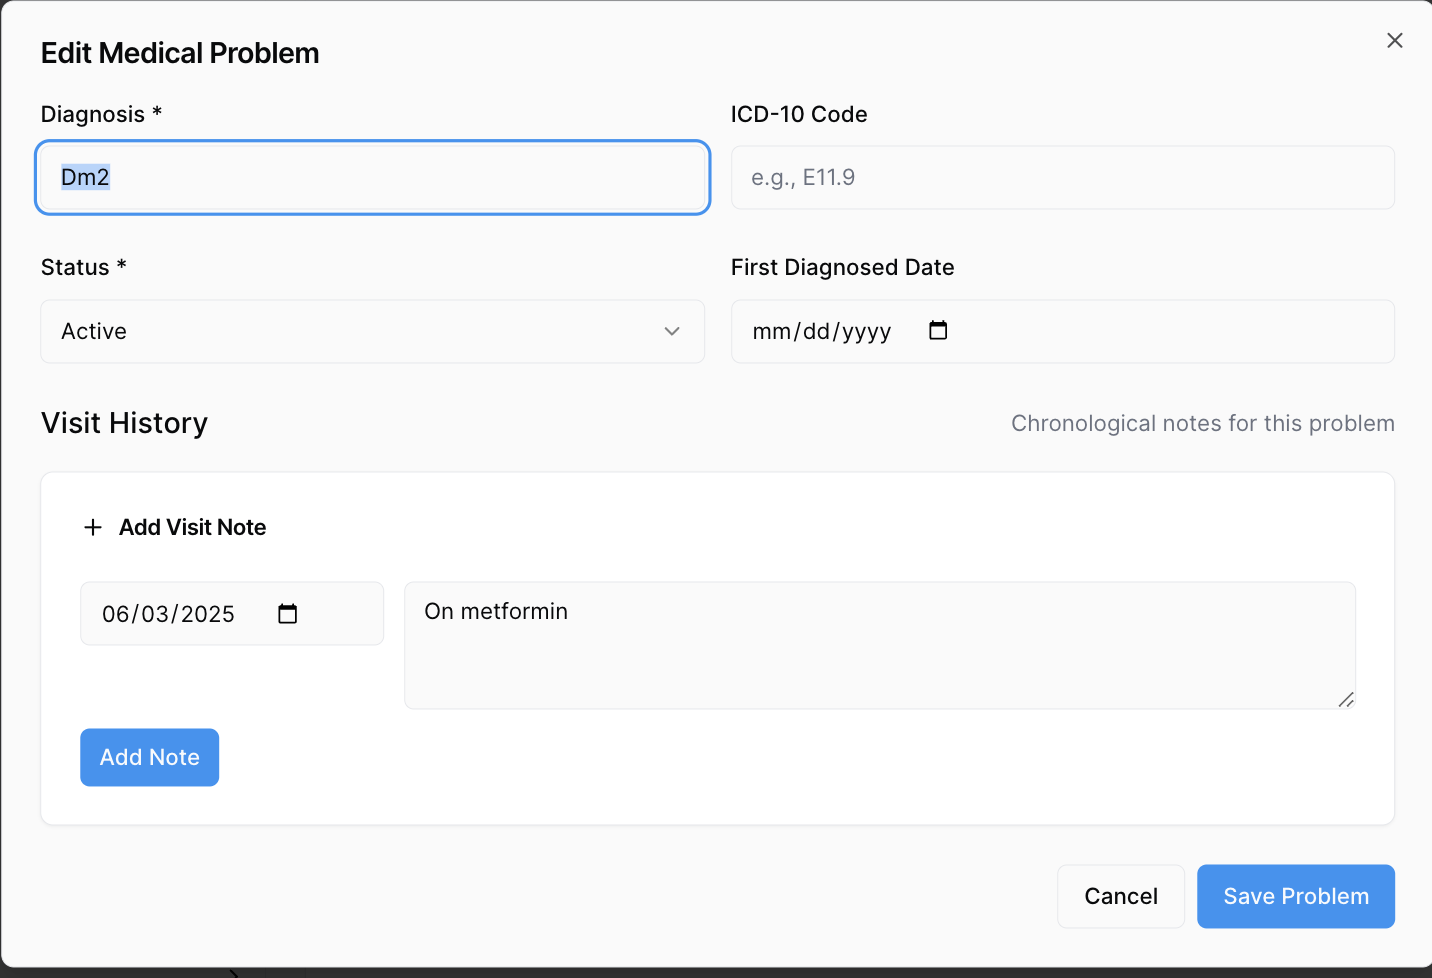 Edit Medical Problem
Diagnosis *
ICD-10 Code
Dm2
e.g., E11.9
Status *
First Diagnosed Date
Active
mm/dd/yyyy
Visit History
Chronological notes for this problem
+ Add Visit Note
06/03/2025
On metformin
Add Note
Cancel
Save Problem